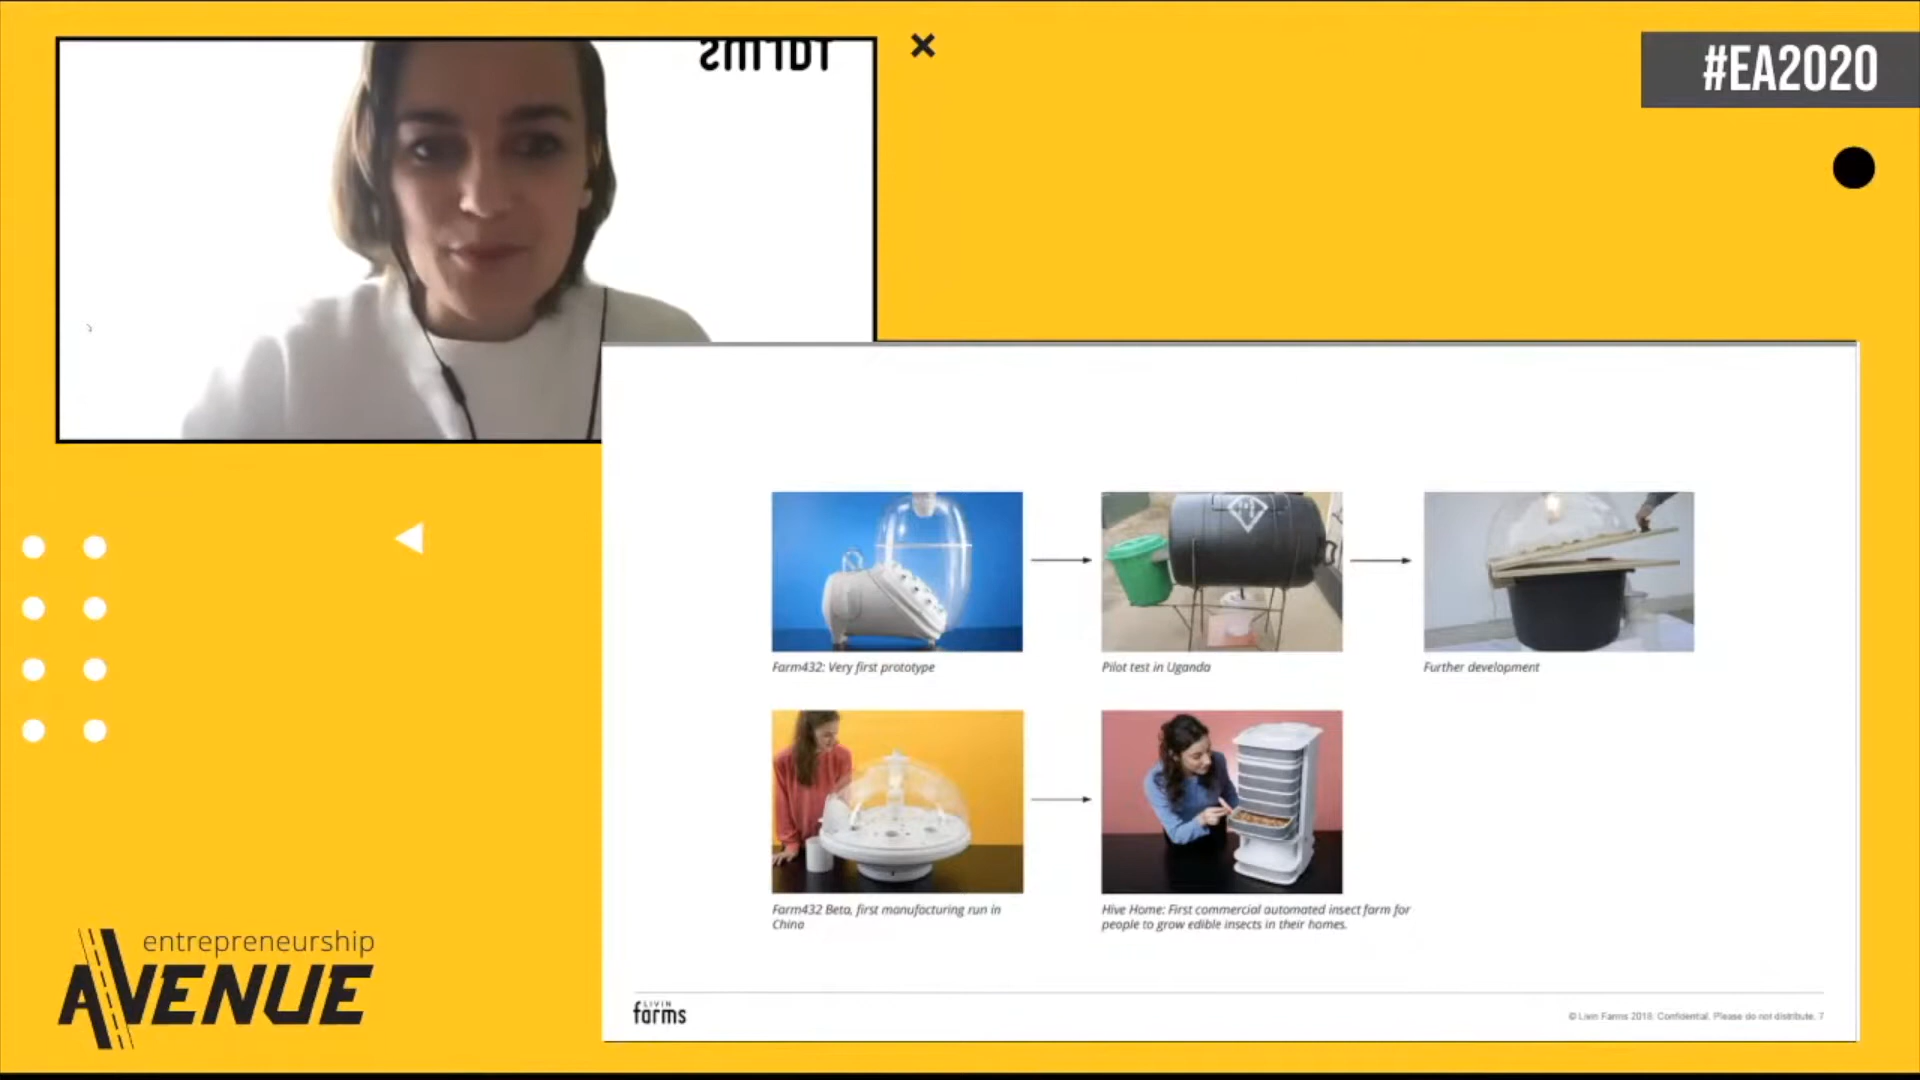 farms
#EA2020
Farm432: Very first prototype
Pilot test in Uganda
Further development
Farm432 Beta, first manufacturing run in
China
Hive Home: First commercial automated insect farm for
people to grow edible insects in their homes.
entrepreneurship
AVENUE
LIVIN
farms
© Livin Farms 2019. Confidential. Please do not distribute. 7